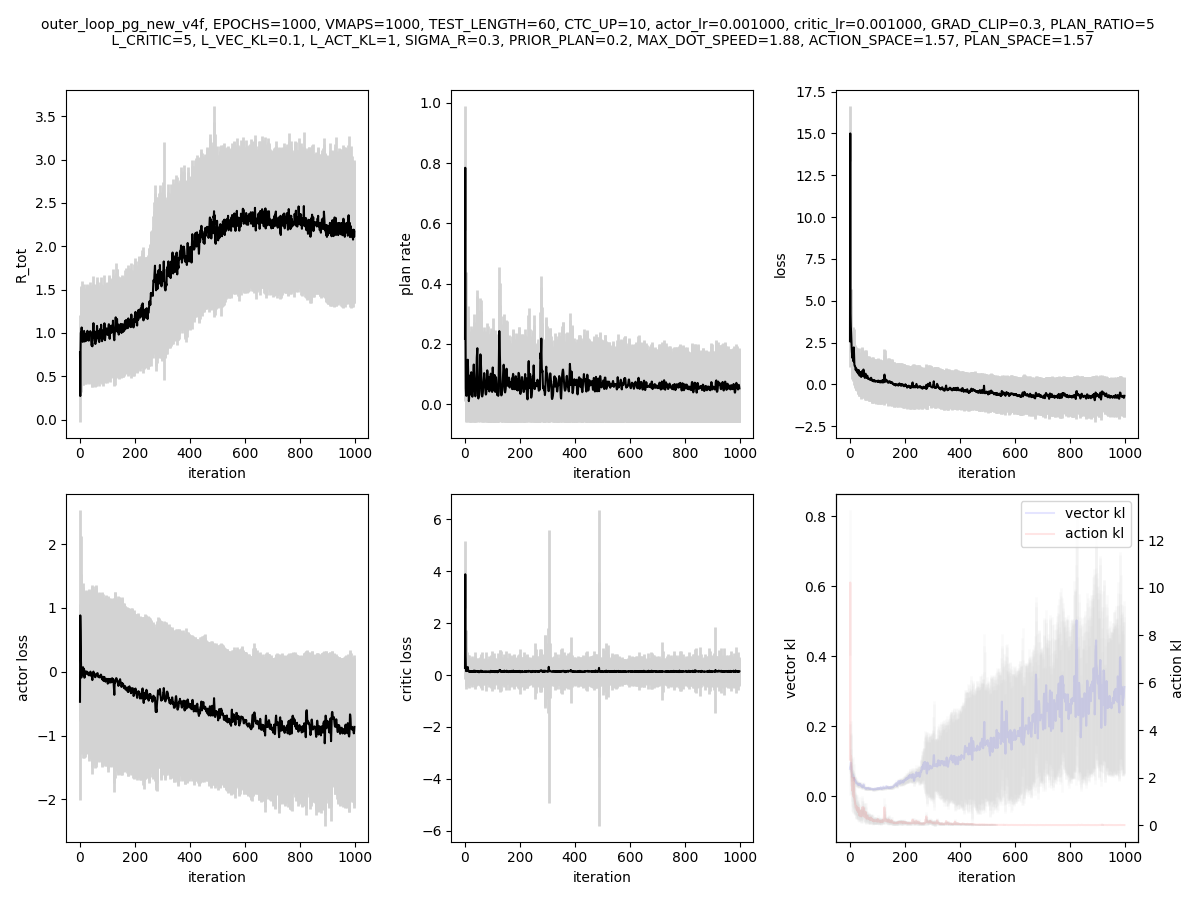 outer_loop_pg_new_v4f, EPOCHS=1000, VMAPS=1000, TEST_LENGTH=60, CTC_UP=10, actor_lr=0.001000, critic_lr=0.001000, GRAD_CLIP=0.3, PLAN_RATIO=5
L_CRITIC=5, L_VEC_KL=0.1, L_ACT_KL=1, SIGMA_R=0.3, PRIOR_PLAN=0.2, MAX_DOT_SPEED=1.88, ACTION_SPACE=1.57, PLAN_SPACE=1.57
R_tot
3.5
3.0
2.5
2.0
1.5
1.0
0.5
0.0
0 200 400 600 800 1000
iteration
plan rate
1.0
0.8
0.6
0.4
0.2
0.0
0 200 400 600 800 1000
iteration
loss
17.5
15.0
12.5
10.0
7.5
5.0
2.5
0.0
−2.5
0 200 400 600 800 1000
iteration
actor loss
2
1
0
−1
−2
0 200 400 600 800 1000
iteration
critic loss
6
4
2
0
−2
−4
−6
0 200 400 600 800 1000
iteration
vector kl
0.8
0.6
0.4
0.2
0.0
vector kl
action kl
12
10
8
6
4
2
0
action kl
0 200 400 600 800 1000
iteration